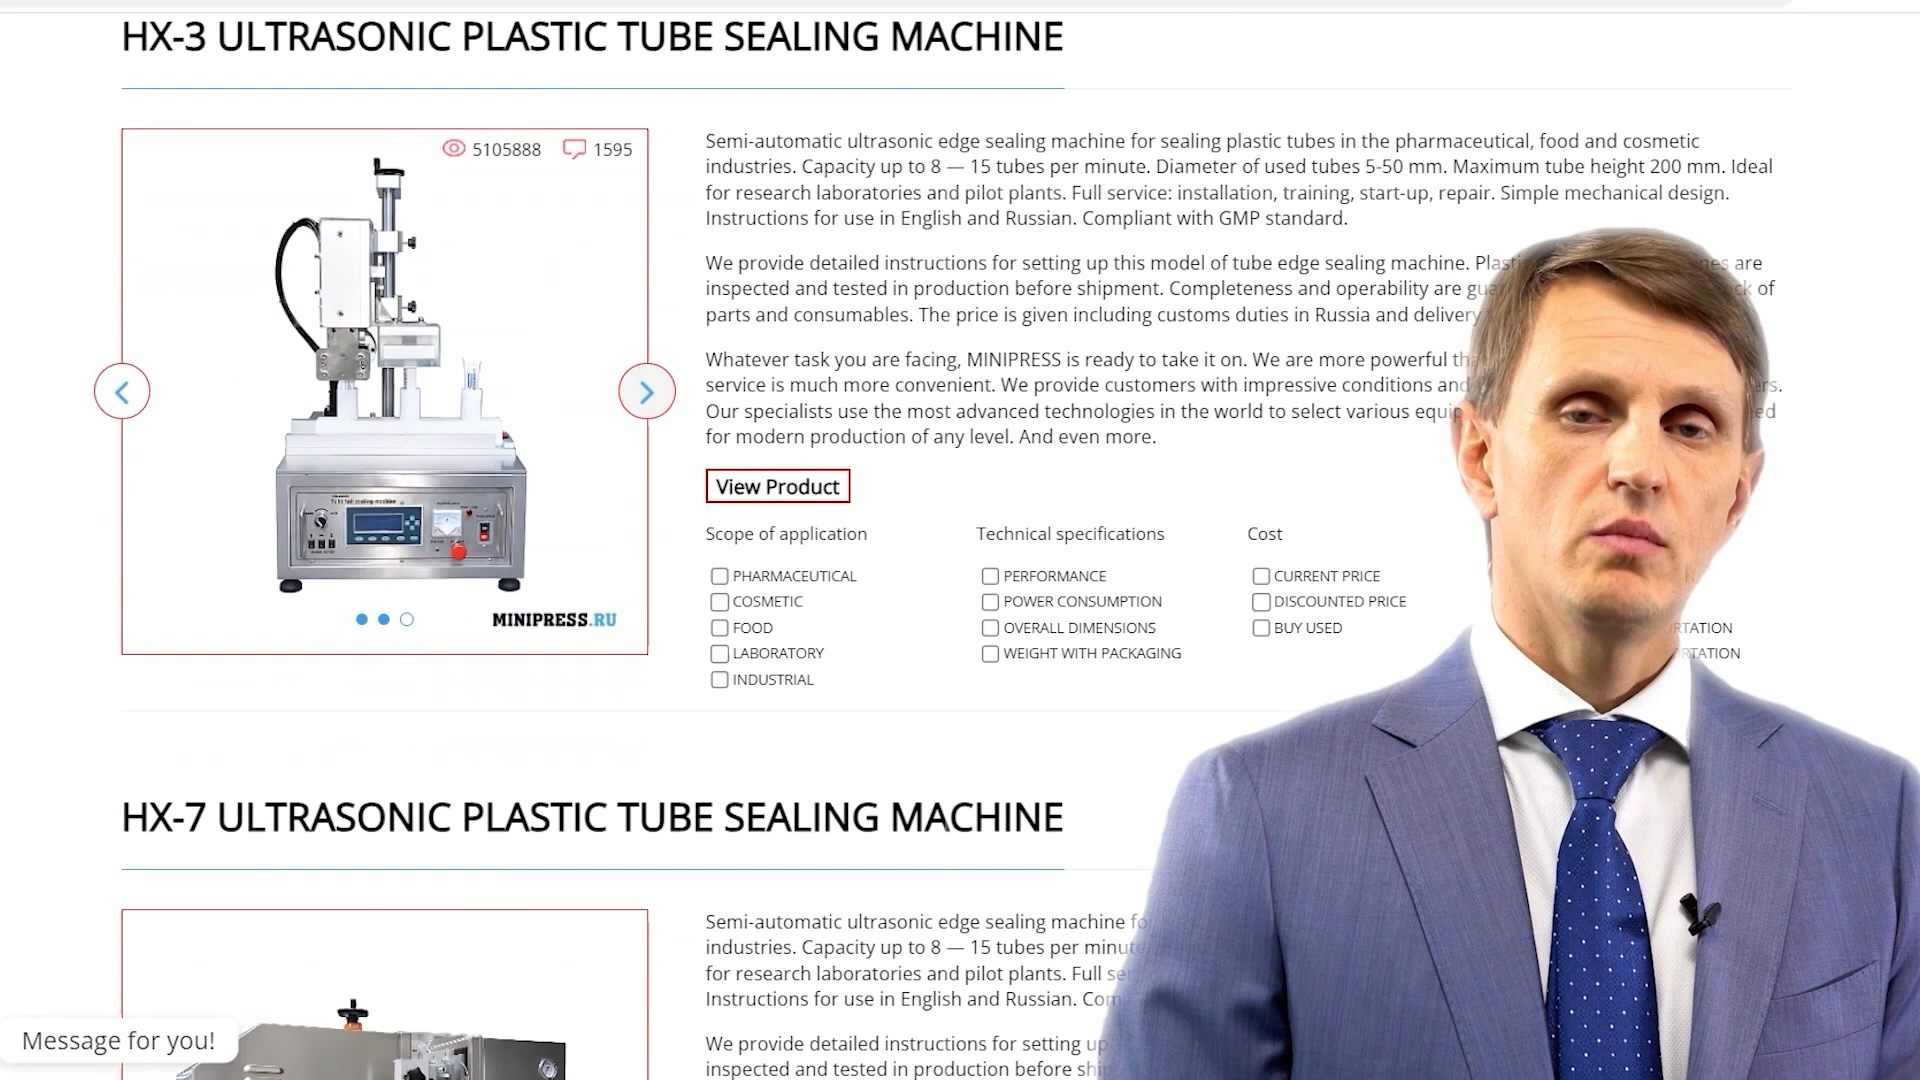 HX-3 ULTRASONIC PLASTIC TUBE SEALING MACHINE
5105888 1595
Semi-automatic ultrasonic edge sealing machine for sealing plastic tubes in the pharmaceutical, food and cosmetic
industries. Capacity up to 8 — 15 tubes per minute. Diameter of used tubes 5-50 mm. Maximum tube height 200 mm. Ideal
for research laboratories and pilot plants. Full service: installation, training, start-up, repair. Simple mechanical design.
Instructions for use in English and Russian. Compliant with GMP standard.
We provide detailed instructions for setting up this model of tube edge sealing machine. are
inspected and tested in production before shipment. Completeness and operability are of
parts and consumables. The price is given including customs duties in Russia and delivery
Whatever task you are facing, MINIPRESS is ready to take it on. We are more powerful
service is much more convenient. We provide customers with impressive conditions and
Our specialists use the most advanced technologies in the world to select various
for modern production of any level. And even more.
View Product
MINIPRESS.RU
Scope of application Technical specifications Cost
PHARMACEUTICAL PERFORMANCE CURRENT PRICE
COSMETIC POWER CONSUMPTION DISCOUNTED PRICE
FOOD OVERALL DIMENSIONS BUY USED
LABORATORY WEIGHT WITH PACKAGING
INDUSTRIAL
HX-7 ULTRASONIC PLASTIC TUBE SEALING MACHINE
Semi-automatic ultrasonic edge sealing machine
industries. Capacity up to 8 — 15 tubes per
for research laboratories and pilot plants. Full
Instructions for use in English and Russian.
We provide detailed instructions for setting up
inspected and tested in production before
Message for you!